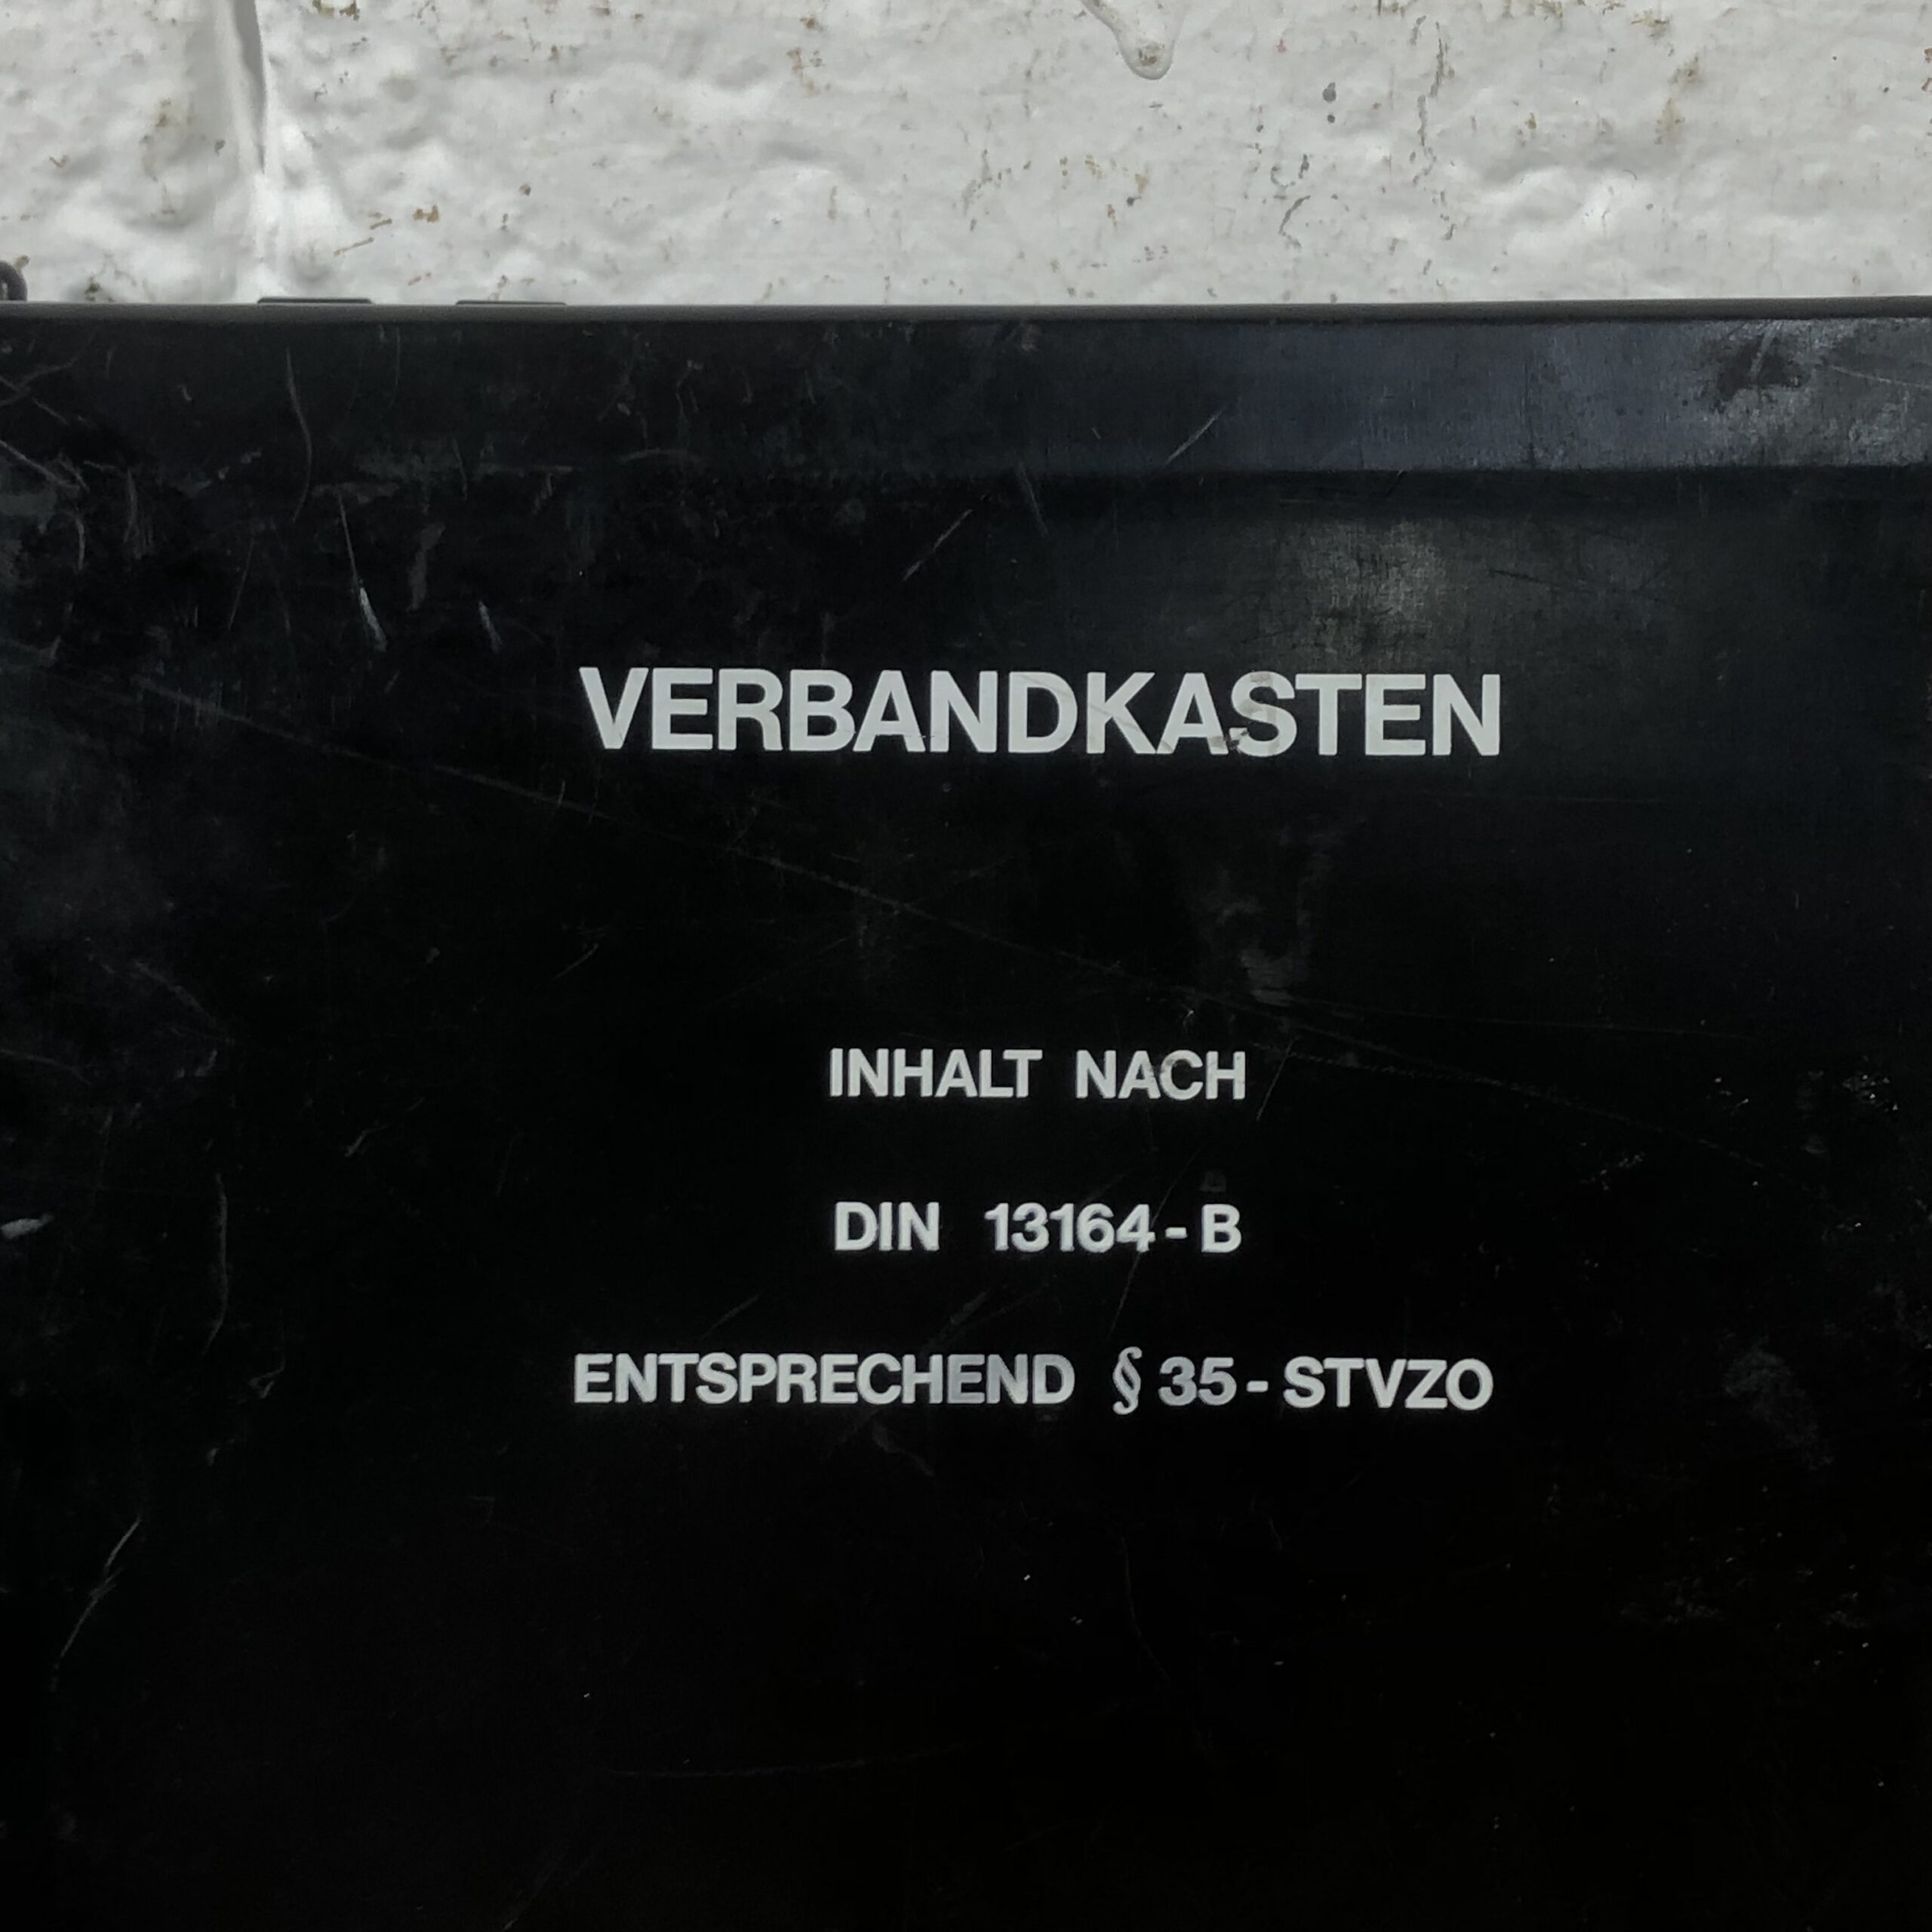 VERBANDKASTEN
INHALT NACH
DIN 13164-B
ENTSPRECHEND § 35-STVZO